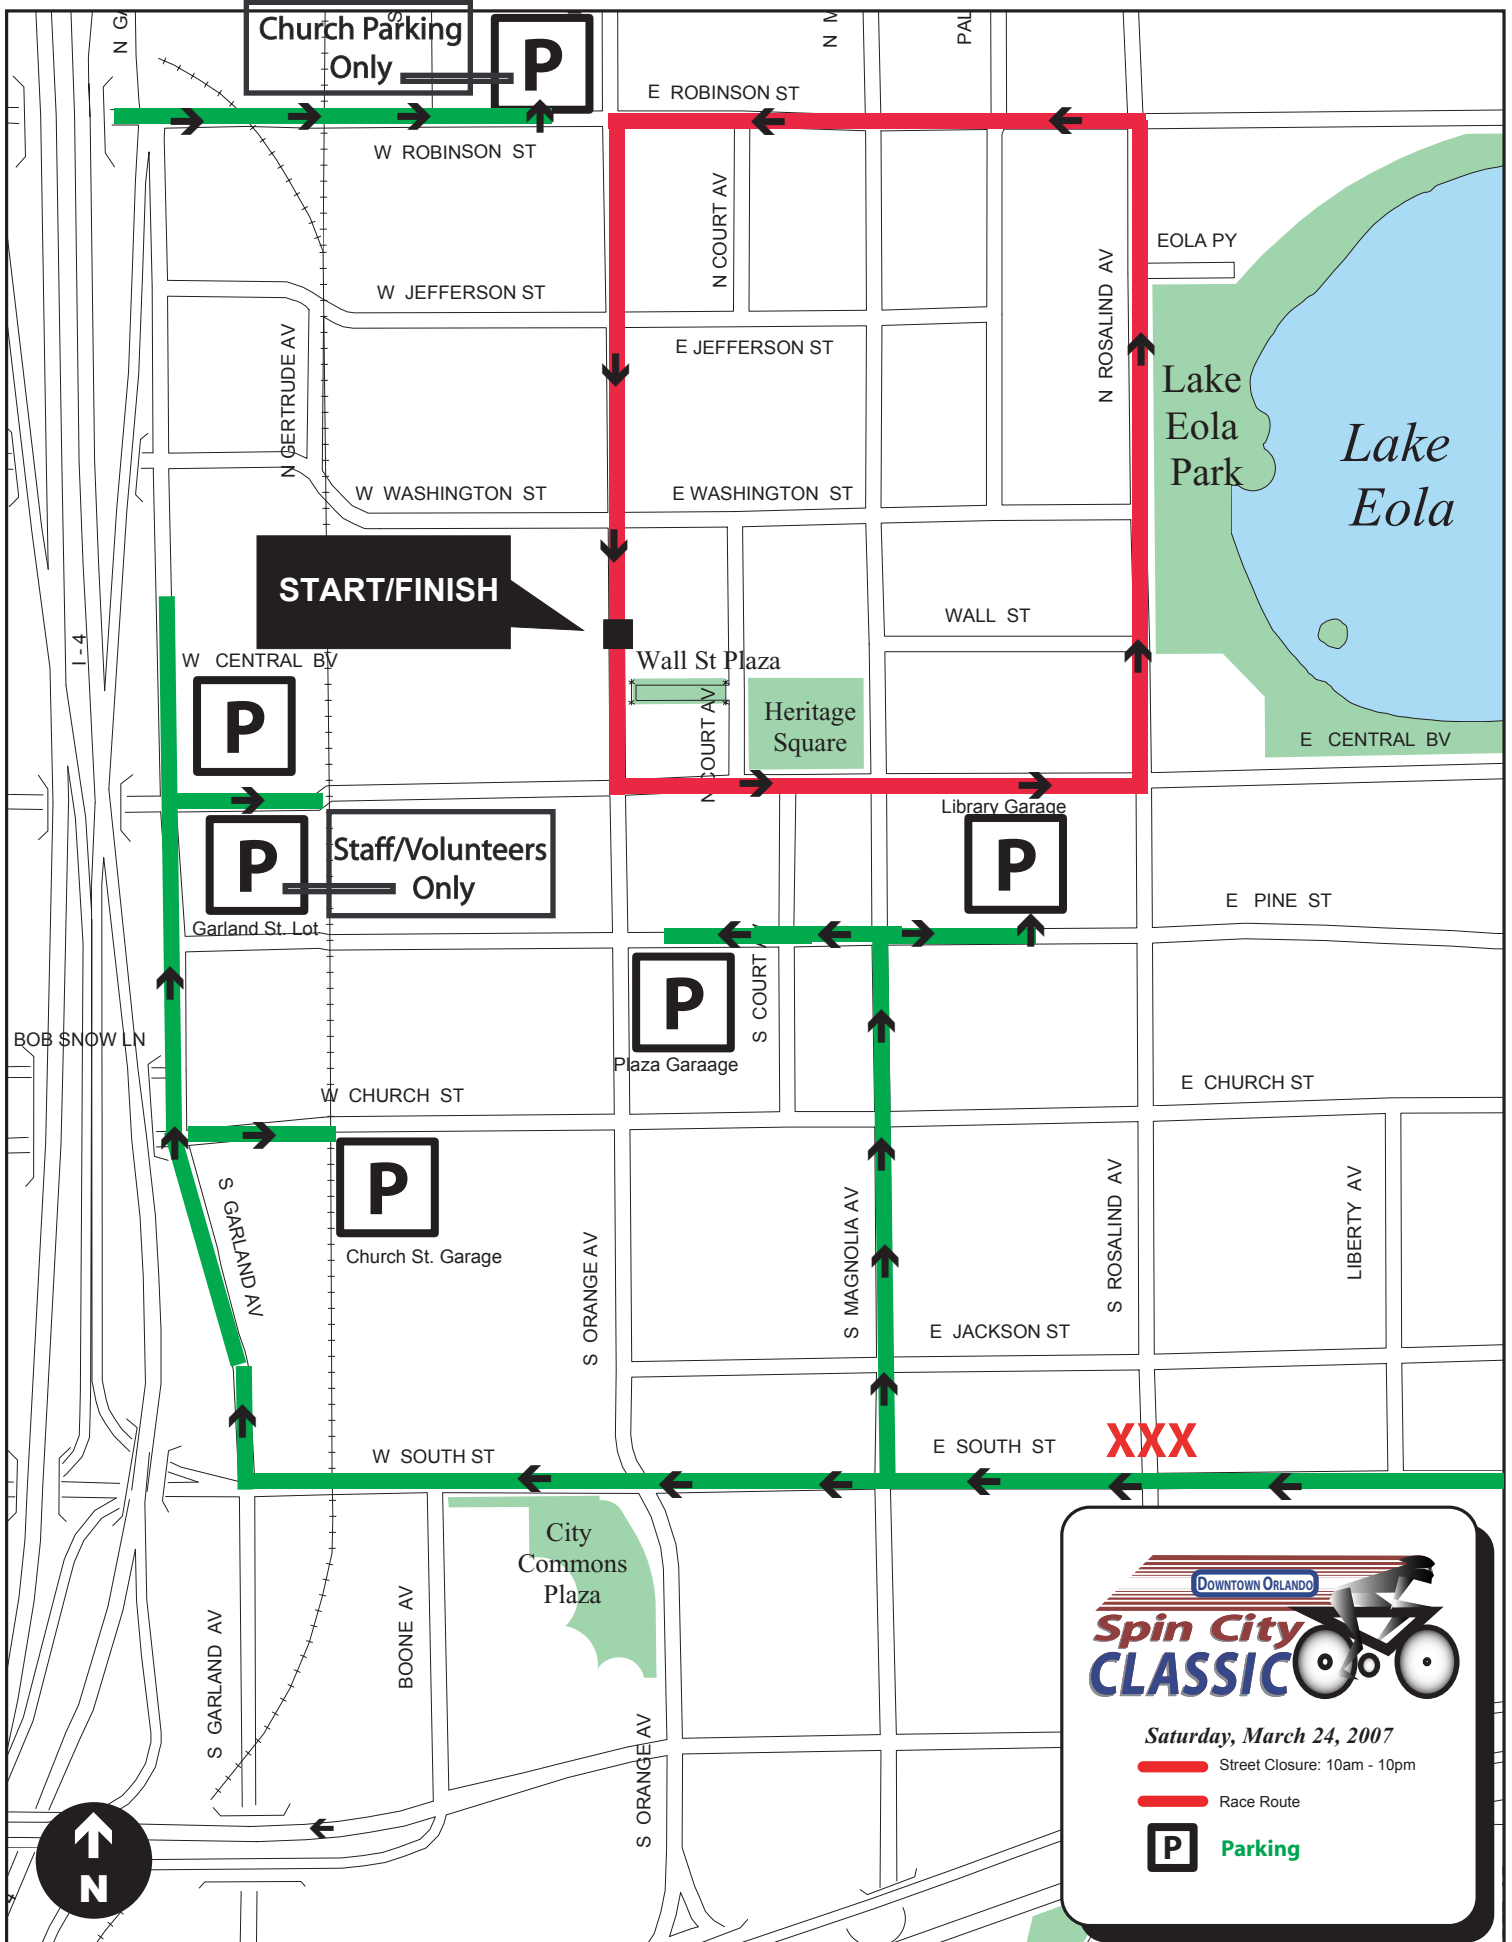 Church Parking
Only
P
N GA
S
N M
PAL
E ROBINSON ST
W ROBINSON ST
N COURT AV
EOLA PY
N ROSALIND AV
W JEFFERSON ST
E JEFFERSON ST
N GERTRUDE AV
Lake
Eola
Park
Lake
Eola
W WASHINGTON ST
E WASHINGTON ST
START/FINISH
WALL ST
I - 4
W CENTRAL BV
Wall St Plaza
P
N COURT AV
Heritage
Square
E CENTRAL BV
Library Garage
P
Staff/Volunteers
Only
P
Garland St. Lot
E PINE ST
S COURT A
P
Plaza Garaage
BOB SNOW LN
W CHURCH ST
E CHURCH ST
P
Church St. Garage
S GARLAND AV
S ORANGE AV
S MAGNOLIA AV
S ROSALIND AV
LIBERTY AV
E JACKSON ST
W SOUTH ST
E SOUTH ST
XXX
City
Commons
Plaza
S GARLAND AV
BOONE AV
S ORANGE AV
N
DOWNTOWN ORLANDO
Spin City
CLASSIC
Saturday, March 24, 2007
Street Closure: 10am - 10pm
Race Route
P
Parking